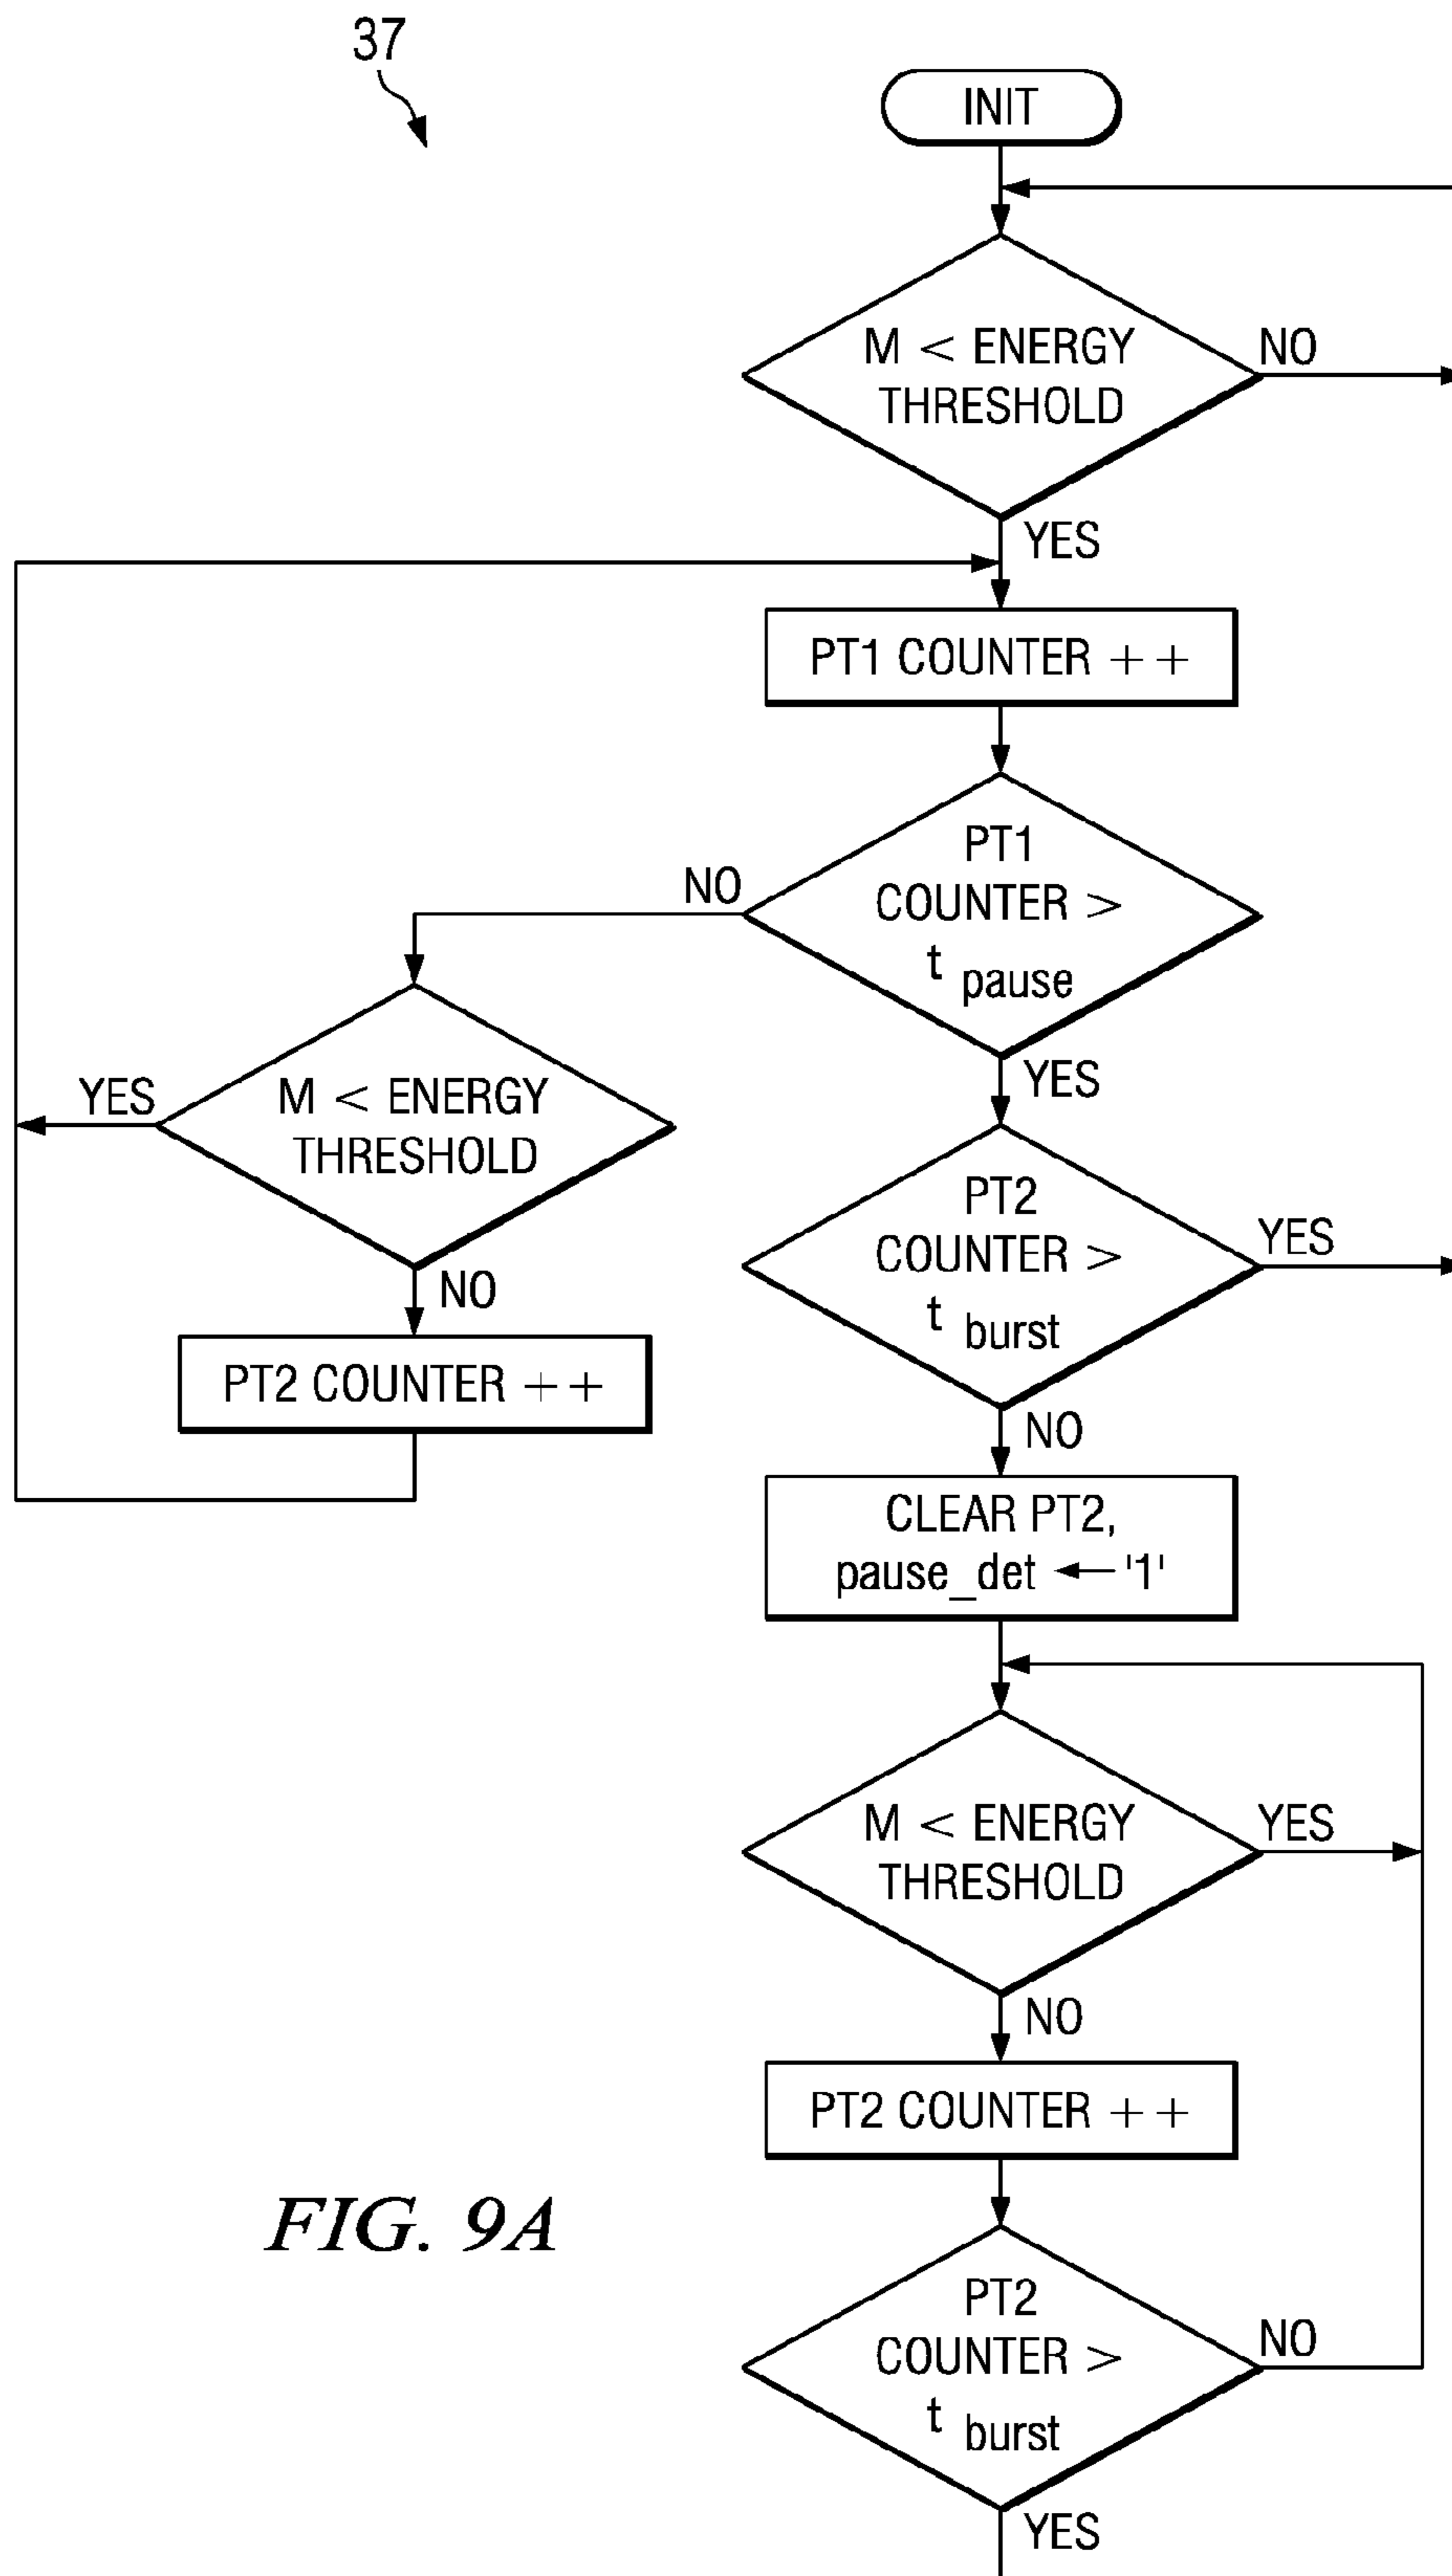 37
INIT
M < ENERGY
THRESHOLD
NO
YES
PT1 COUNTER ++
PT1
COUNTER >
t pause
NO
YES
M < ENERGY
THRESHOLD
YES
NO
PT2 COUNTER ++
PT2
COUNTER >
t burst
YES
NO
CLEAR PT2,
pause_det ← '1'
M < ENERGY
THRESHOLD
YES
NO
PT2 COUNTER ++
PT2
COUNTER >
t burst
NO
YES
FIG. 9A